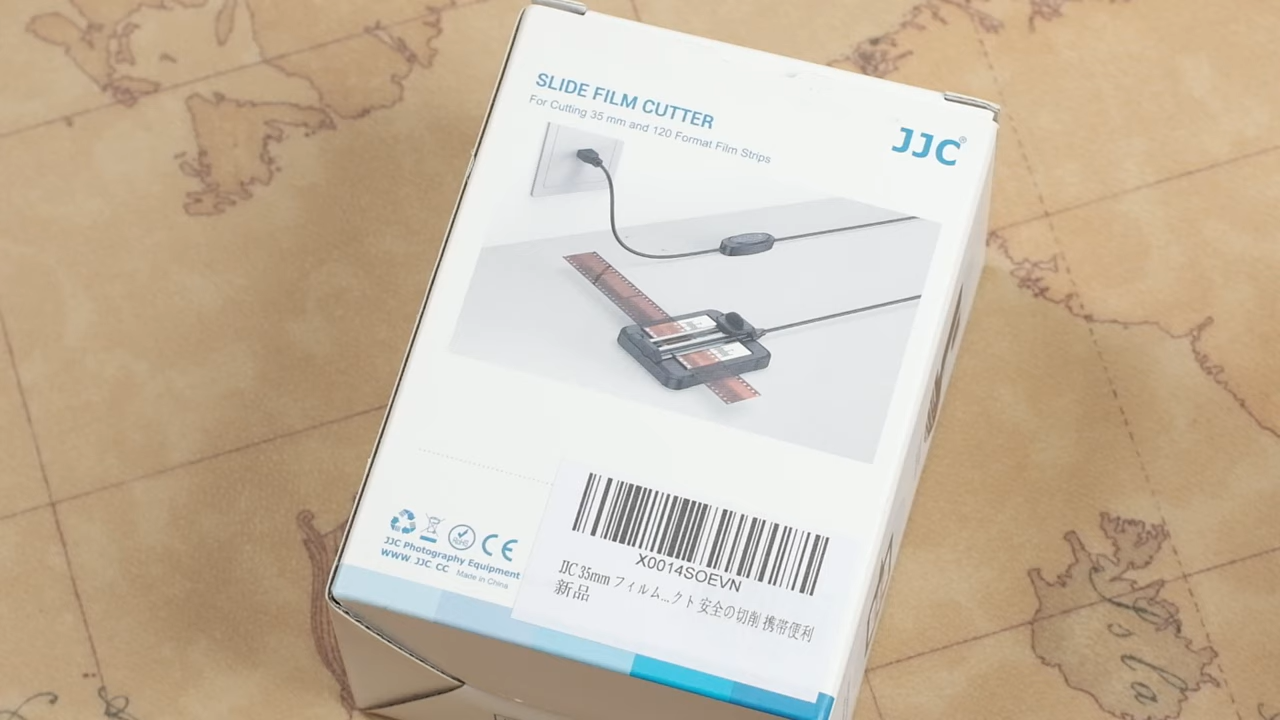 SLIDE FILM CUTTER
For Cutting 35 mm and 120 Format Film Strips
JJC®
RoHS
CE
JJC Photography Equipment
WWW JJC CC
Made in China
X0014SOEVN
JJC 35mm フィルム...クト 安全の切削 携帯便利
新品